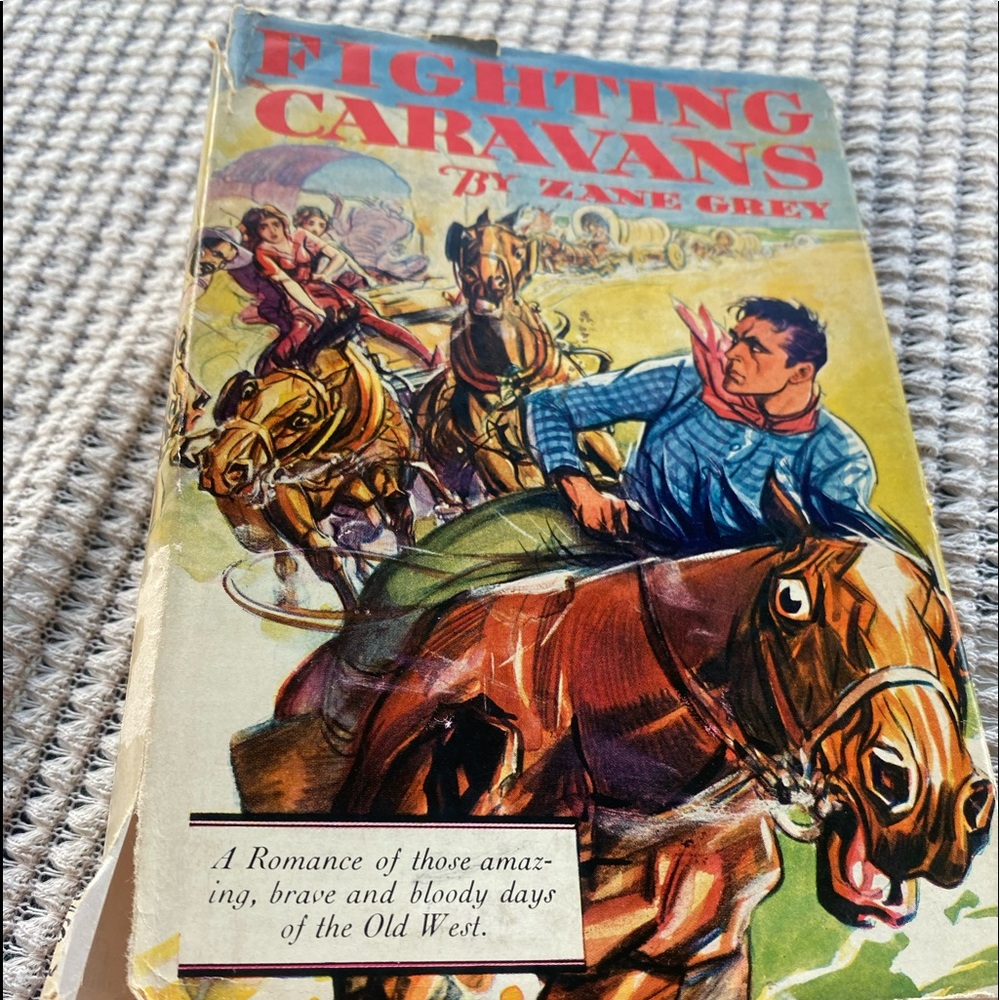 FIGHTING
CARAVANS
BY ZANE GREY
A Romance of those amaz-
ing, brave and bloody days
of the Old West.